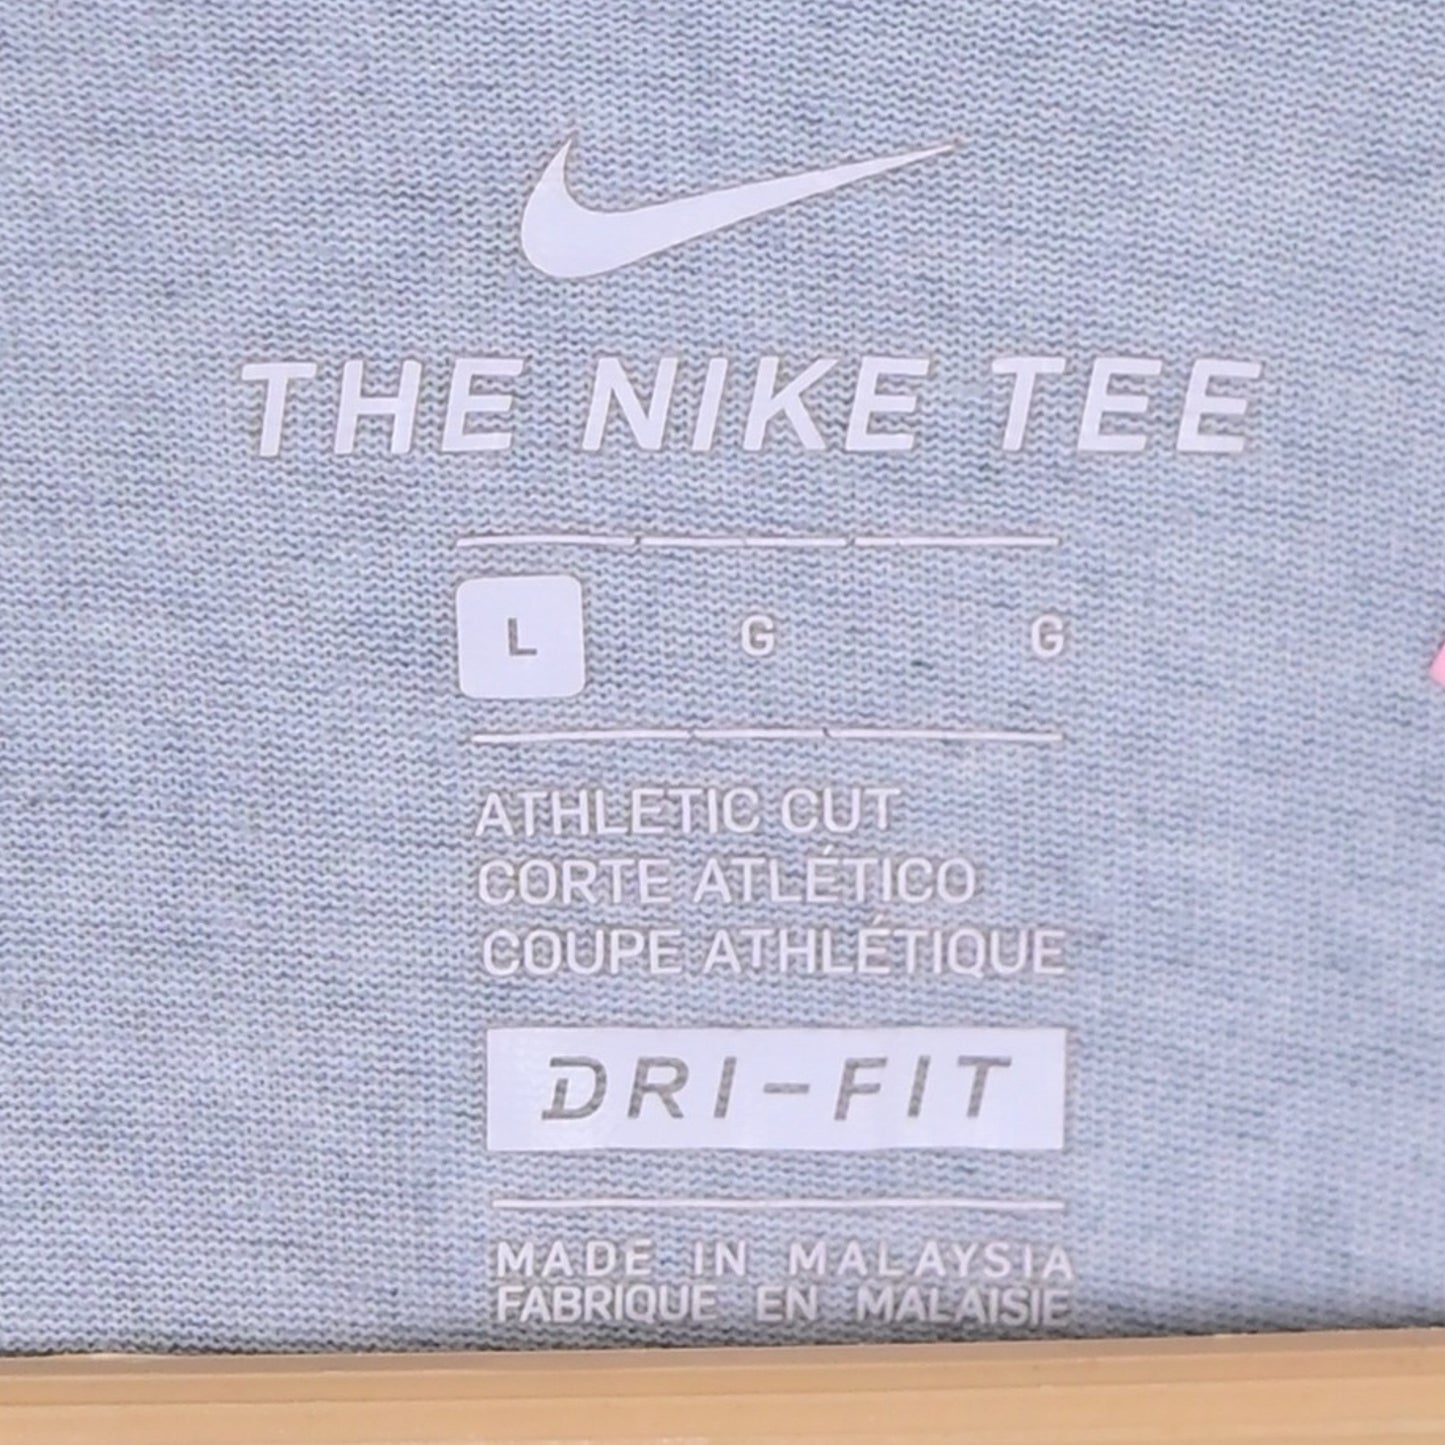 THE NIKE TEE
L G G
ATHLETIC CUT
CORTE ATLÉTICO
COUPE ATHLÉTIQUE
DRI-FIT
MADE IN MALAYSIA
FABRIQUE EN MALAISIE